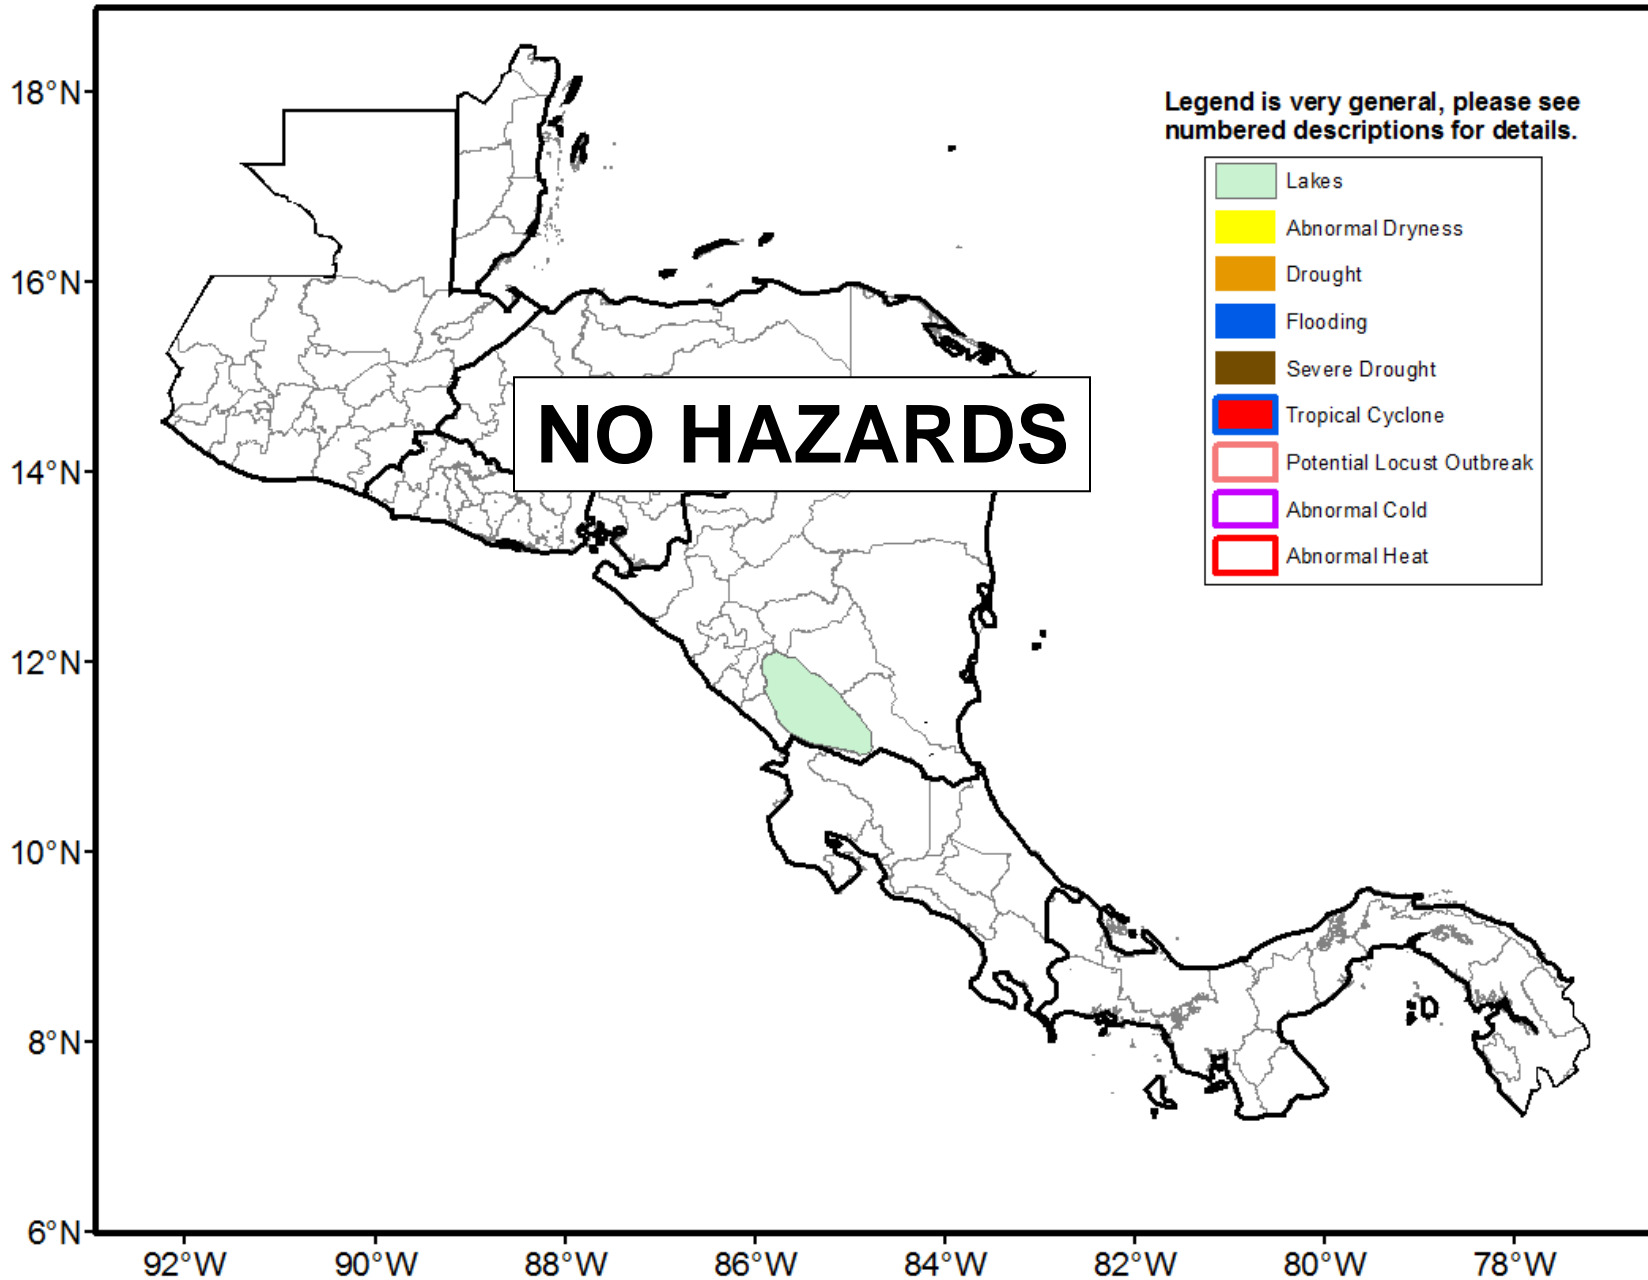 18°N
16°N
14°N
12°N
10°N
8°N
6°N
Legend is very general, please see
numbered descriptions for details.
Lakes
Abnormal Dryness
Drought
Flooding
Severe Drought
Tropical Cyclone
Potential Locust Outbreak
Abnormal Cold
Abnormal Heat
NO HAZARDS
92°W 90°W 88°W 86°W 84°W 82°W 80°W 78°W